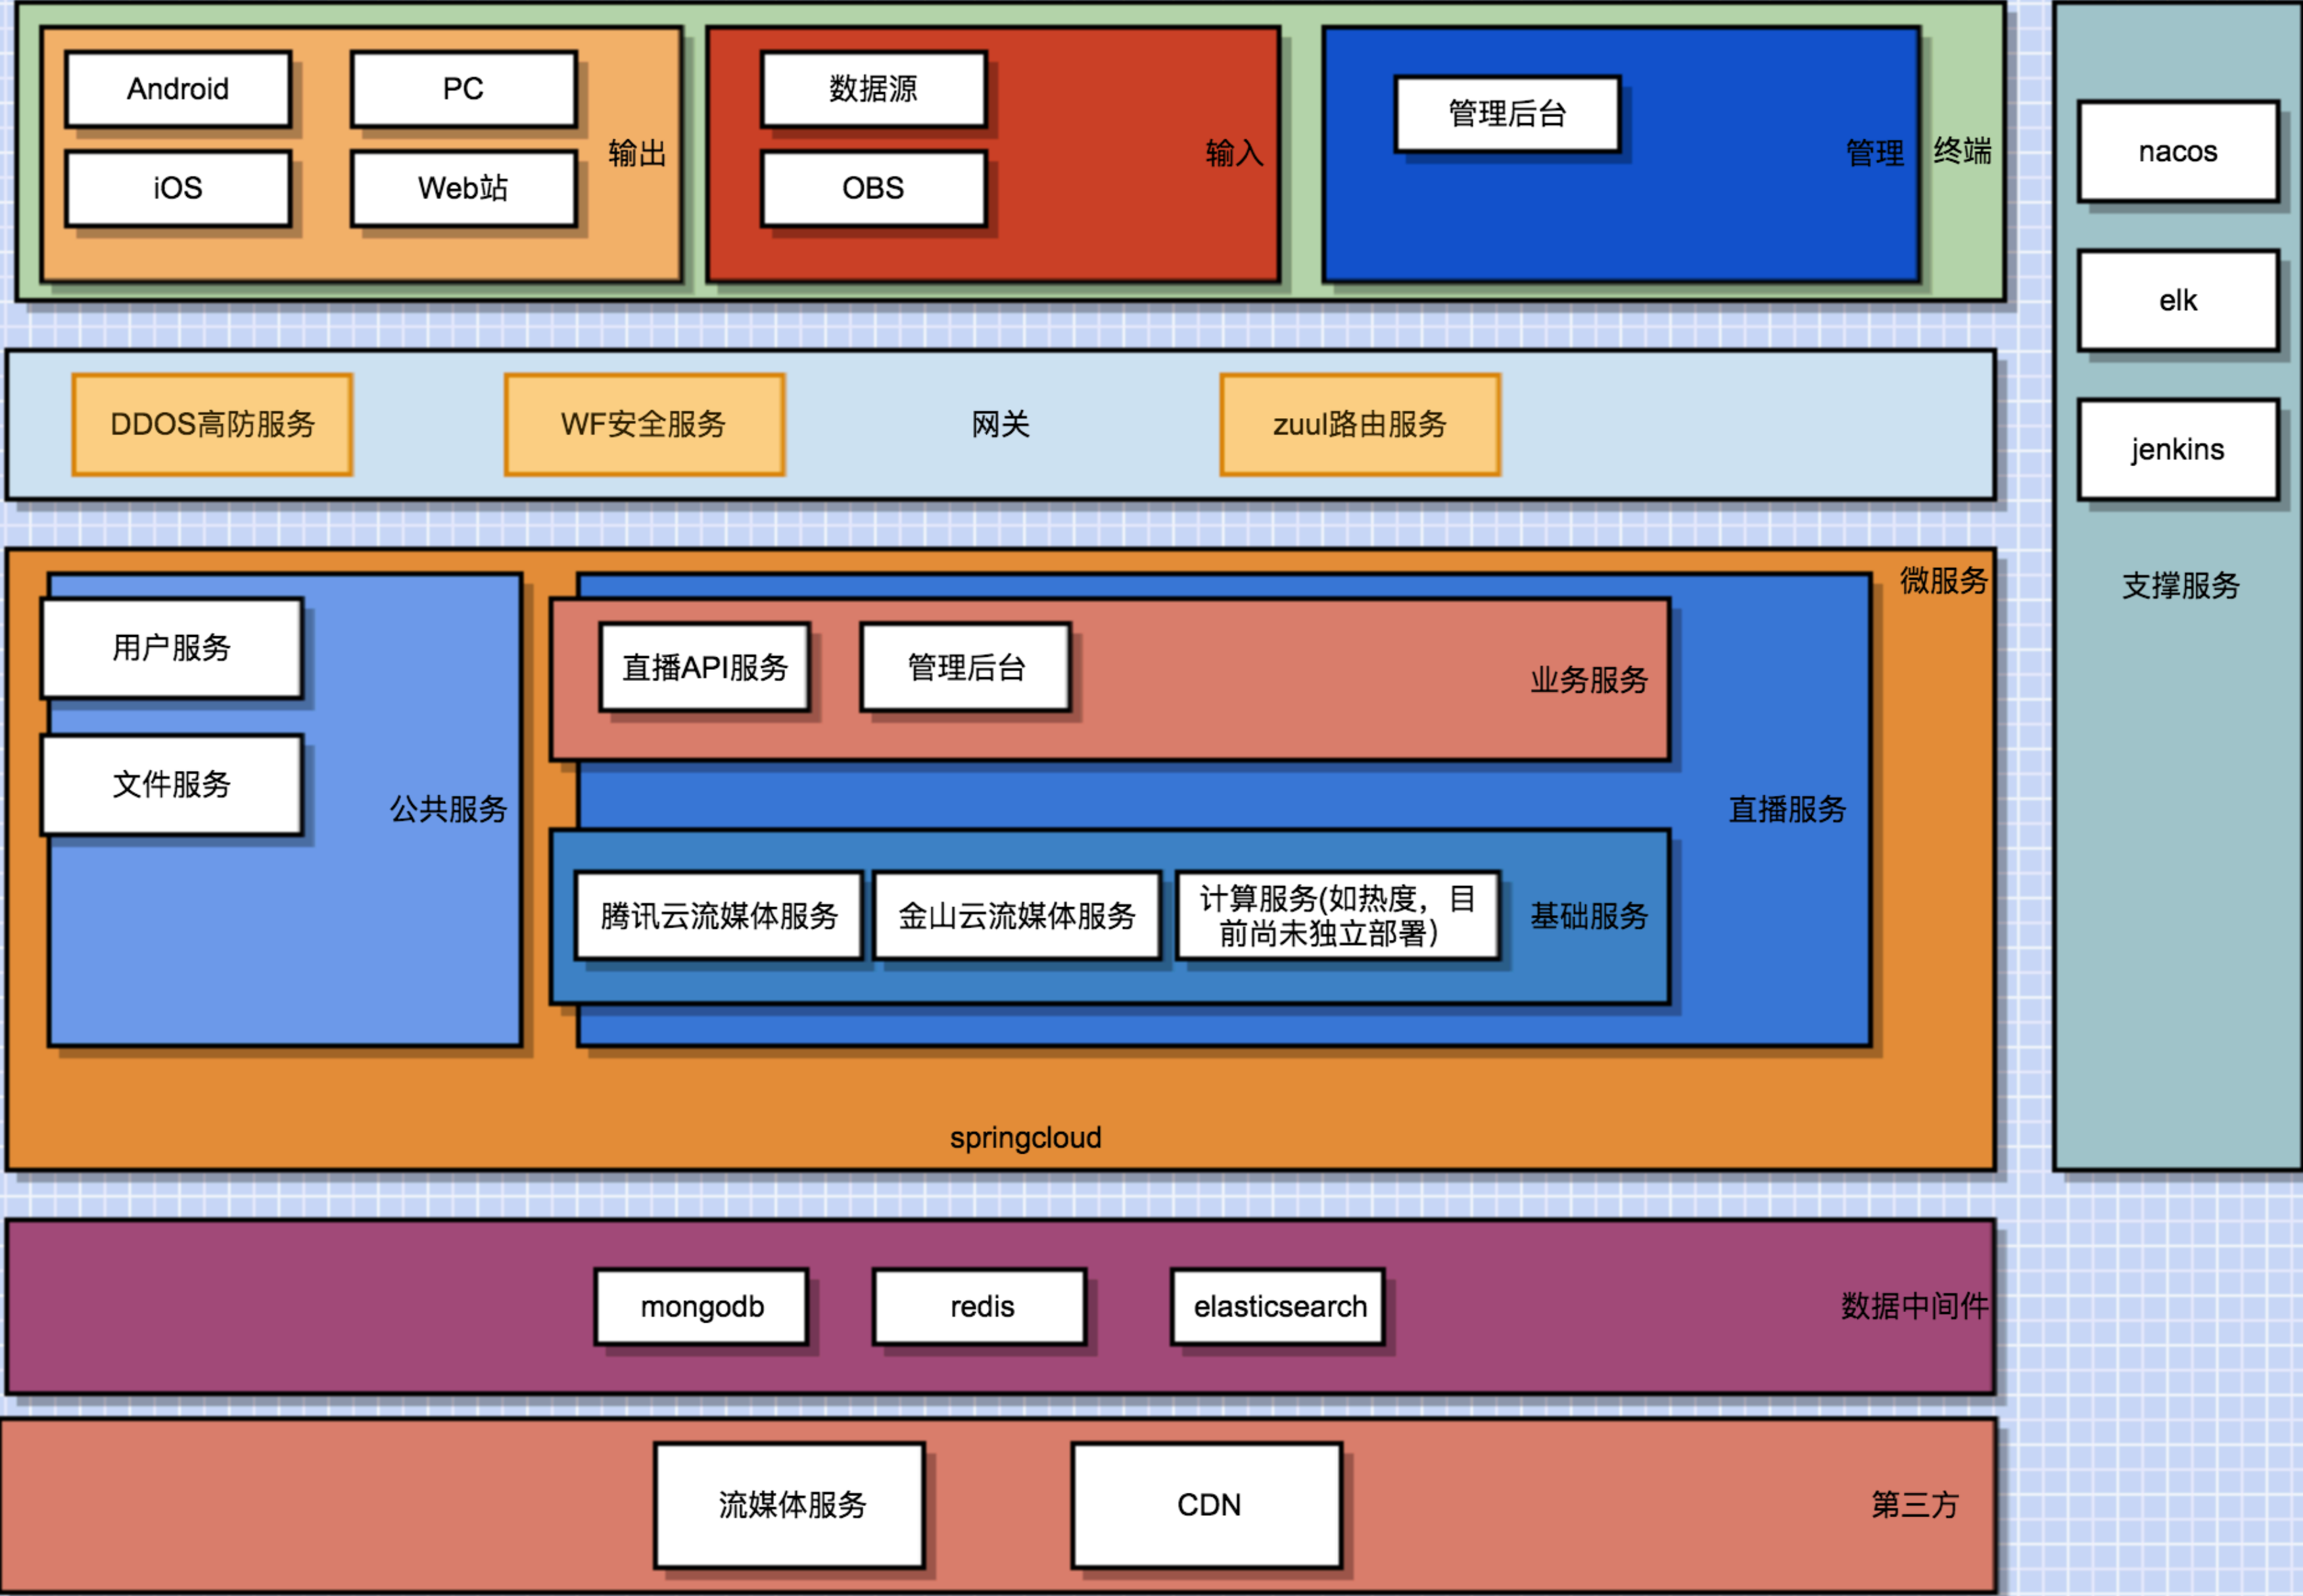 Android
PC
iOS
Web站
输出
数据源
OBS
输入
管理后台
管理
终端
DDOS高防服务
WF安全服务
网关
zuul路由服务
用户服务
文件服务
公共服务
直播API服务
管理后台
业务服务
腾讯云流媒体服务
金山云流媒体服务
计算服务(如热度，目
前尚未独立部署）
基础服务
直播服务
微服务
springcloud
mongodb
redis
elasticsearch
数据中间件
流媒体服务
CDN
第三方
nacos
elk
jenkins
支撑服务